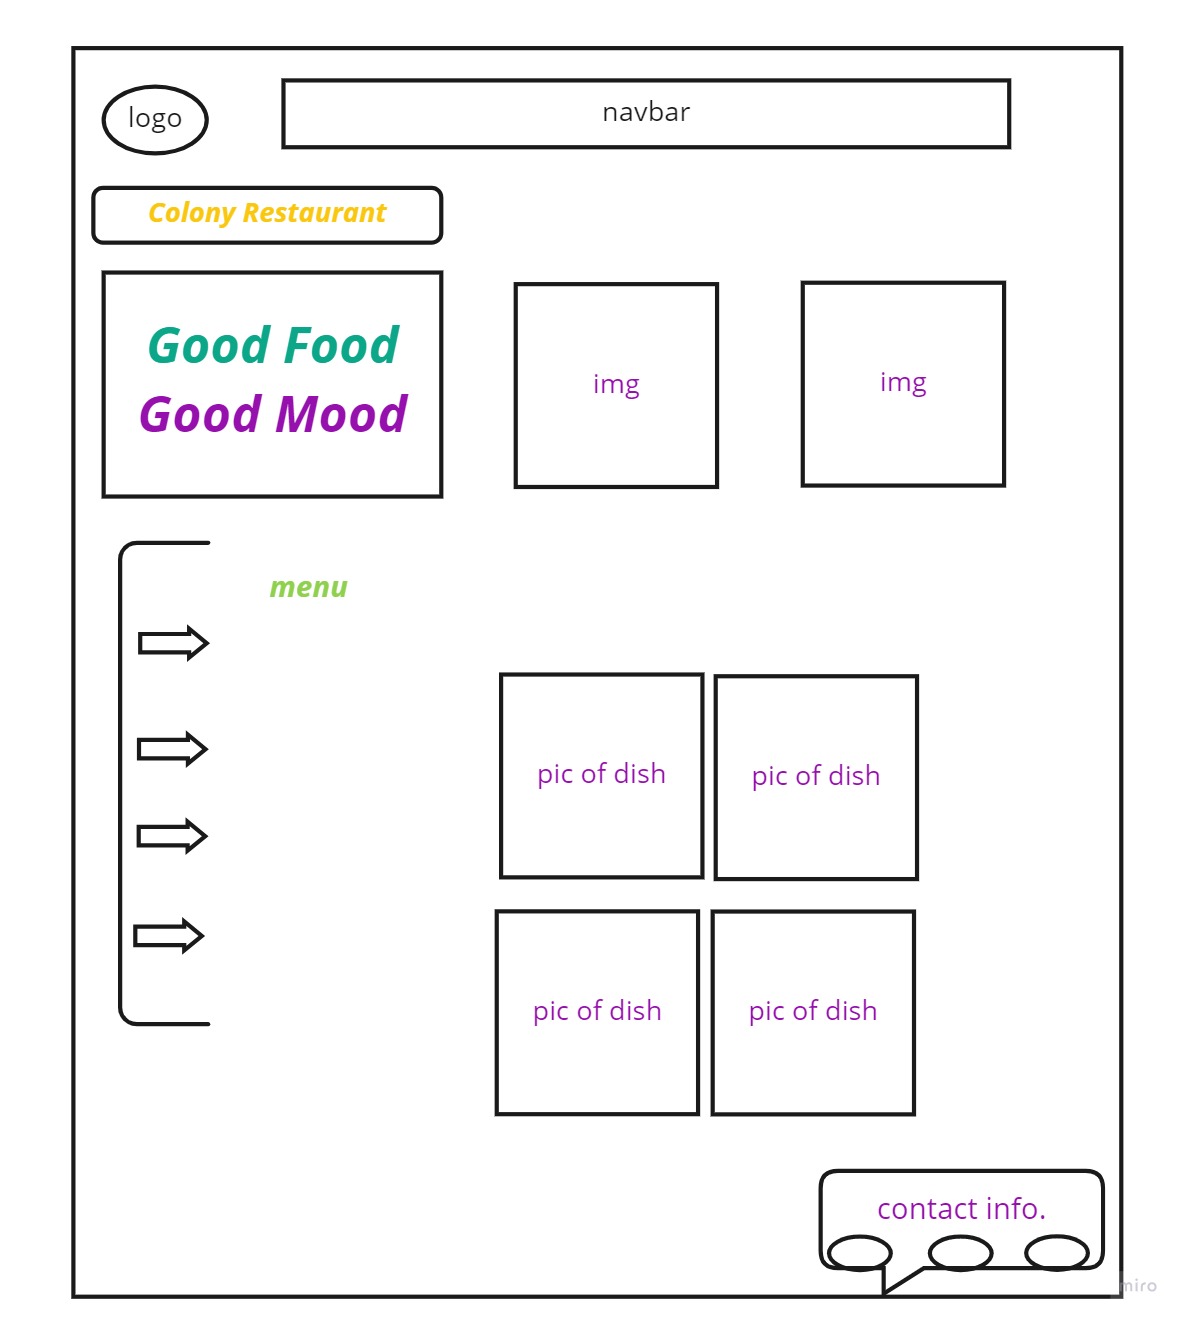 logo
navbar
Colony Restaurant
Good Food
Good Mood
img
img
menu
pic of dish
pic of dish
pic of dish
pic of dish
contact info.
miro